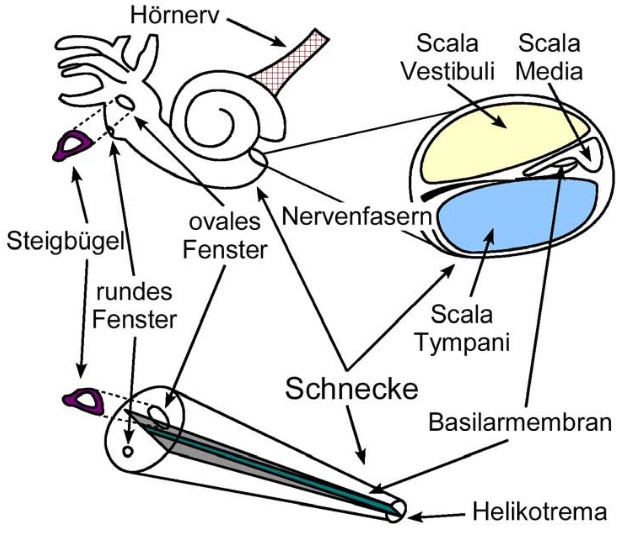 Hörnerv
Scala
Vestibuli
Scala
Media
ovales
Fenster
Nervenfasern
Steigbügel
rundes
Fenster
Scala
Tympani
Schnecke
Basilarmembran
Helikotrema